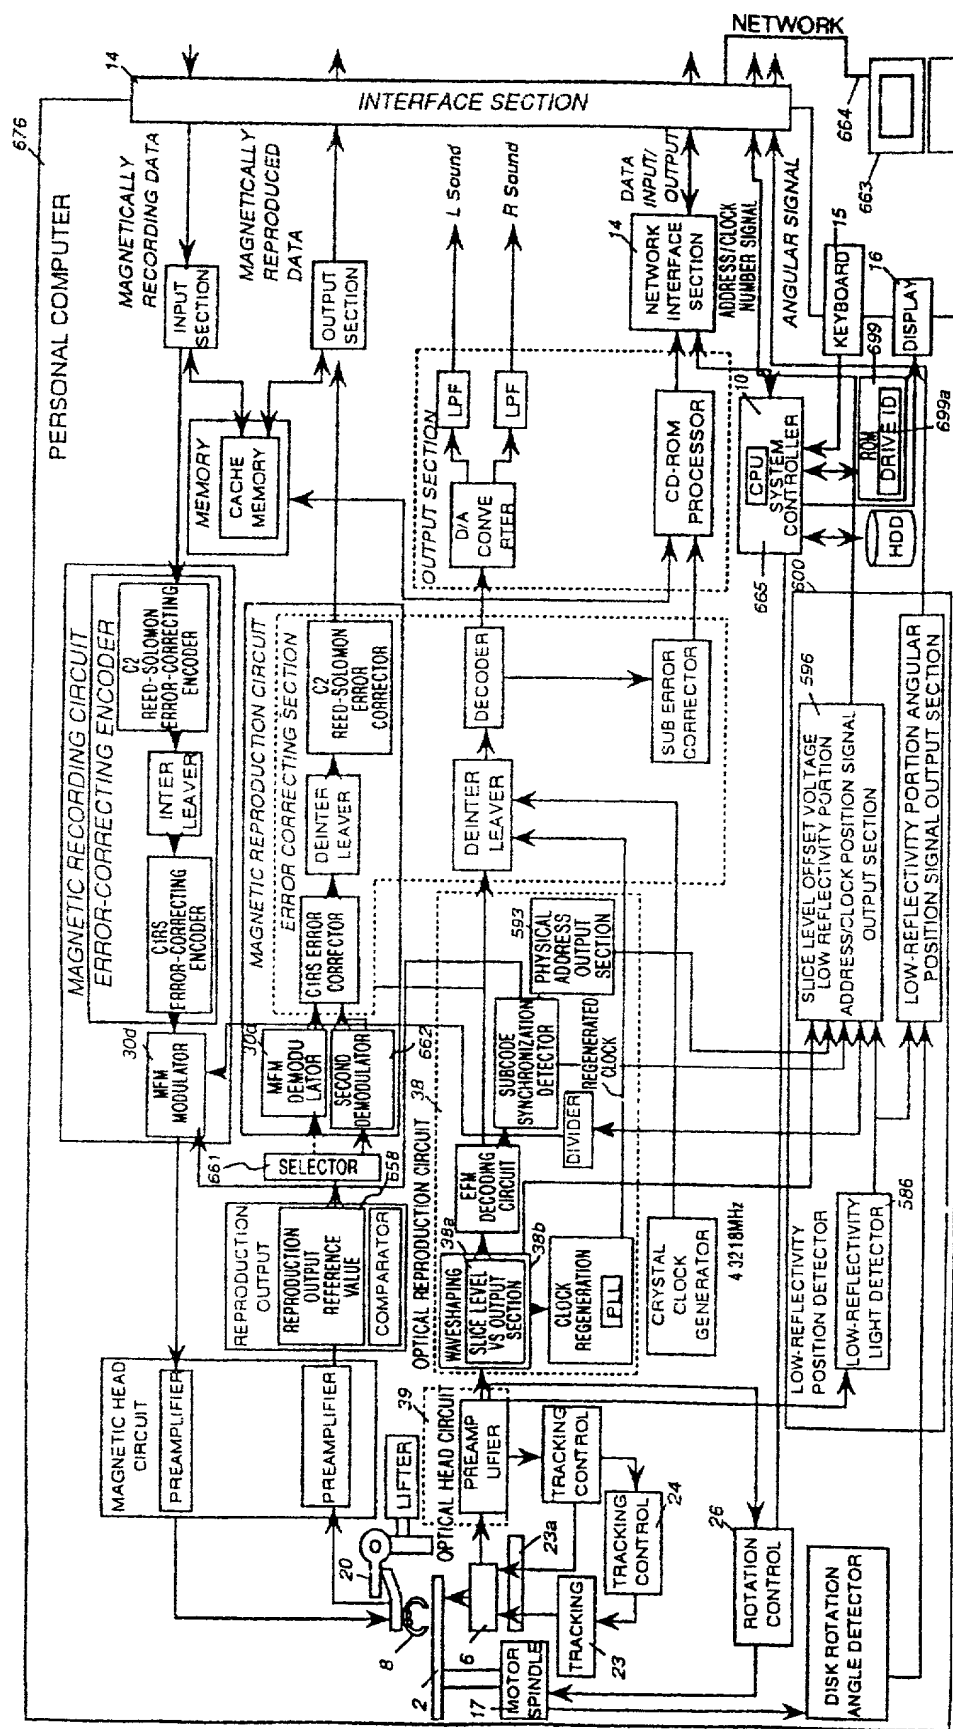 PERSONAL COMPUTER
676
14
INTERFACE SECTION
NETWORK
664
663
MAGNETICALLY
RECORDING DATA
MAGNETICALLY
REPRODUCED
DATA
INPUT
SECTION
OUTPUT
SECTION
MEMORY
CACHE
MEMORY
L Sound
R Sound
DATA
INPUT/
OUTPUT
14
NETWORK
INTERFACE
SECTION
ADDRESS/CLOCK
NUMBER SIGNAL
ANGULAR SIGNAL
15
KEYBOARD
16
DISPLAY
OUTPUT SECTION
LPF
LPF
D/A
CONVE
RTER
CD-ROM
PROCESSOR
10
CPU
SYSTEM
CONTROLLER
665
699
ROM
DRIVE ID
699a
HDD
MAGNETIC RECORDING CIRCUIT
ERROR-CORRECTING ENCODER
C2
REED-SOLOMON
ERROR-CORRECTING
ENCODER
INTER
LEAVER
C1RS
ERROR-CORRECTING
ENCODER
30d
MFM
MODULATOR
MAGNETIC REPRODUCTION CIRCUIT
ERROR CORRECTING SECTION
C2
REED-SOLOMON
ERROR
CORRECTOR
DEINTER
LEAVER
C1RS ERROR
CORRECTOR
30d
MFM
DEMODU
LATOR
SECOND
DEMODULATOR
662
DECODER
DEINTER
LEAVER
SUB ERROR
CORRECTOR
661
SELECTOR
658
REPRODUCTION
OUTPUT
REPRODUCTION
OUTPUT
REFERENCE
VALUE
COMPARATOR
OPTICAL REPRODUCTION CIRCUIT
38
593
PHYSICAL
ADDRESS OUTPUT
SECTION
SUBCODE
SYNCHRONIZATION
DETECTOR
REGENERATED
CLOCK
DIVIDER
EFM
DECODING
CIRCUIT
38a
WAVESHAPING
SLICE LEVEL
VS OUTPUT
SECTION
38b
CLOCK
REGENERATION
PLL
CRYSTAL
CLOCK
GENERATOR
4 3218MHz
600
596
SLICE LEVEL OFFSET VOLTAGE
LOW REFLECTIVITY PORTION
ADDRESS/CLOCK POSITION SIGNAL
OUTPUT SECTION
LOW-REFLECTIVITY PORTION ANGULAR
POSITION SIGNAL OUTPUT SECTION
LOW-REFLECTIVITY
POSITION DETECTOR
586
LOW-REFLECTIVITY
LIGHT DETECTOR
MAGNETIC HEAD
CIRCUIT
PREAMPLIFIER
PREAMPLIFIER
39
OPTICAL HEAD CIRCUIT
PREAMP
LIFIER
LIFTER
20
8
2
6
23a
TRACKING
CONTROL
24
TRACKING
CONTROL
TRACKING
23
17
MOTOR
SPINDLE
26
ROTATION
CONTROL
DISK ROTATION
ANGLE DETECTOR